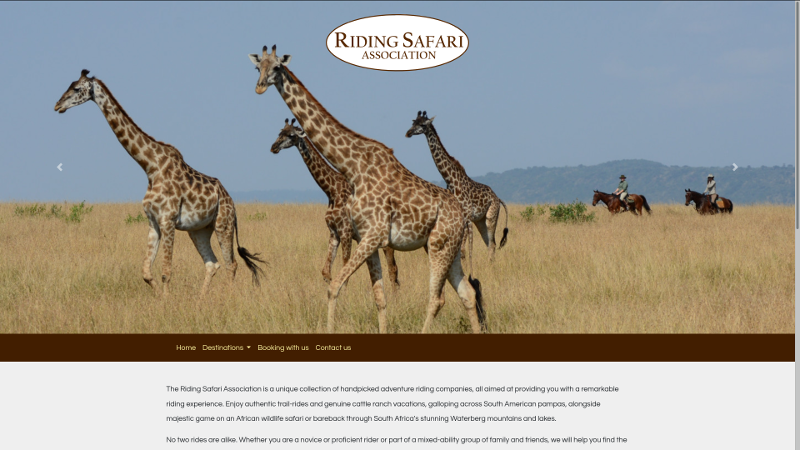 RIDING SAFARI
ASSOCIATION
Home Destinations Booking with us Contact us
The Riding Safari Association is a unique collection of handpicked adventure riding companies, all aimed at providing you with a remarkable
riding experience. Enjoy authentic trail-rides and genuine cattle ranch vacations, galloping across South American pampas, alongside
majestic game on an African wildlife safari or bareback through South Africa's stunning Waterberg mountains and lakes.
No two rides are alike. Whether you are a novice or proficient rider or part of a mixed-ability group of family and friends, we will help you find the